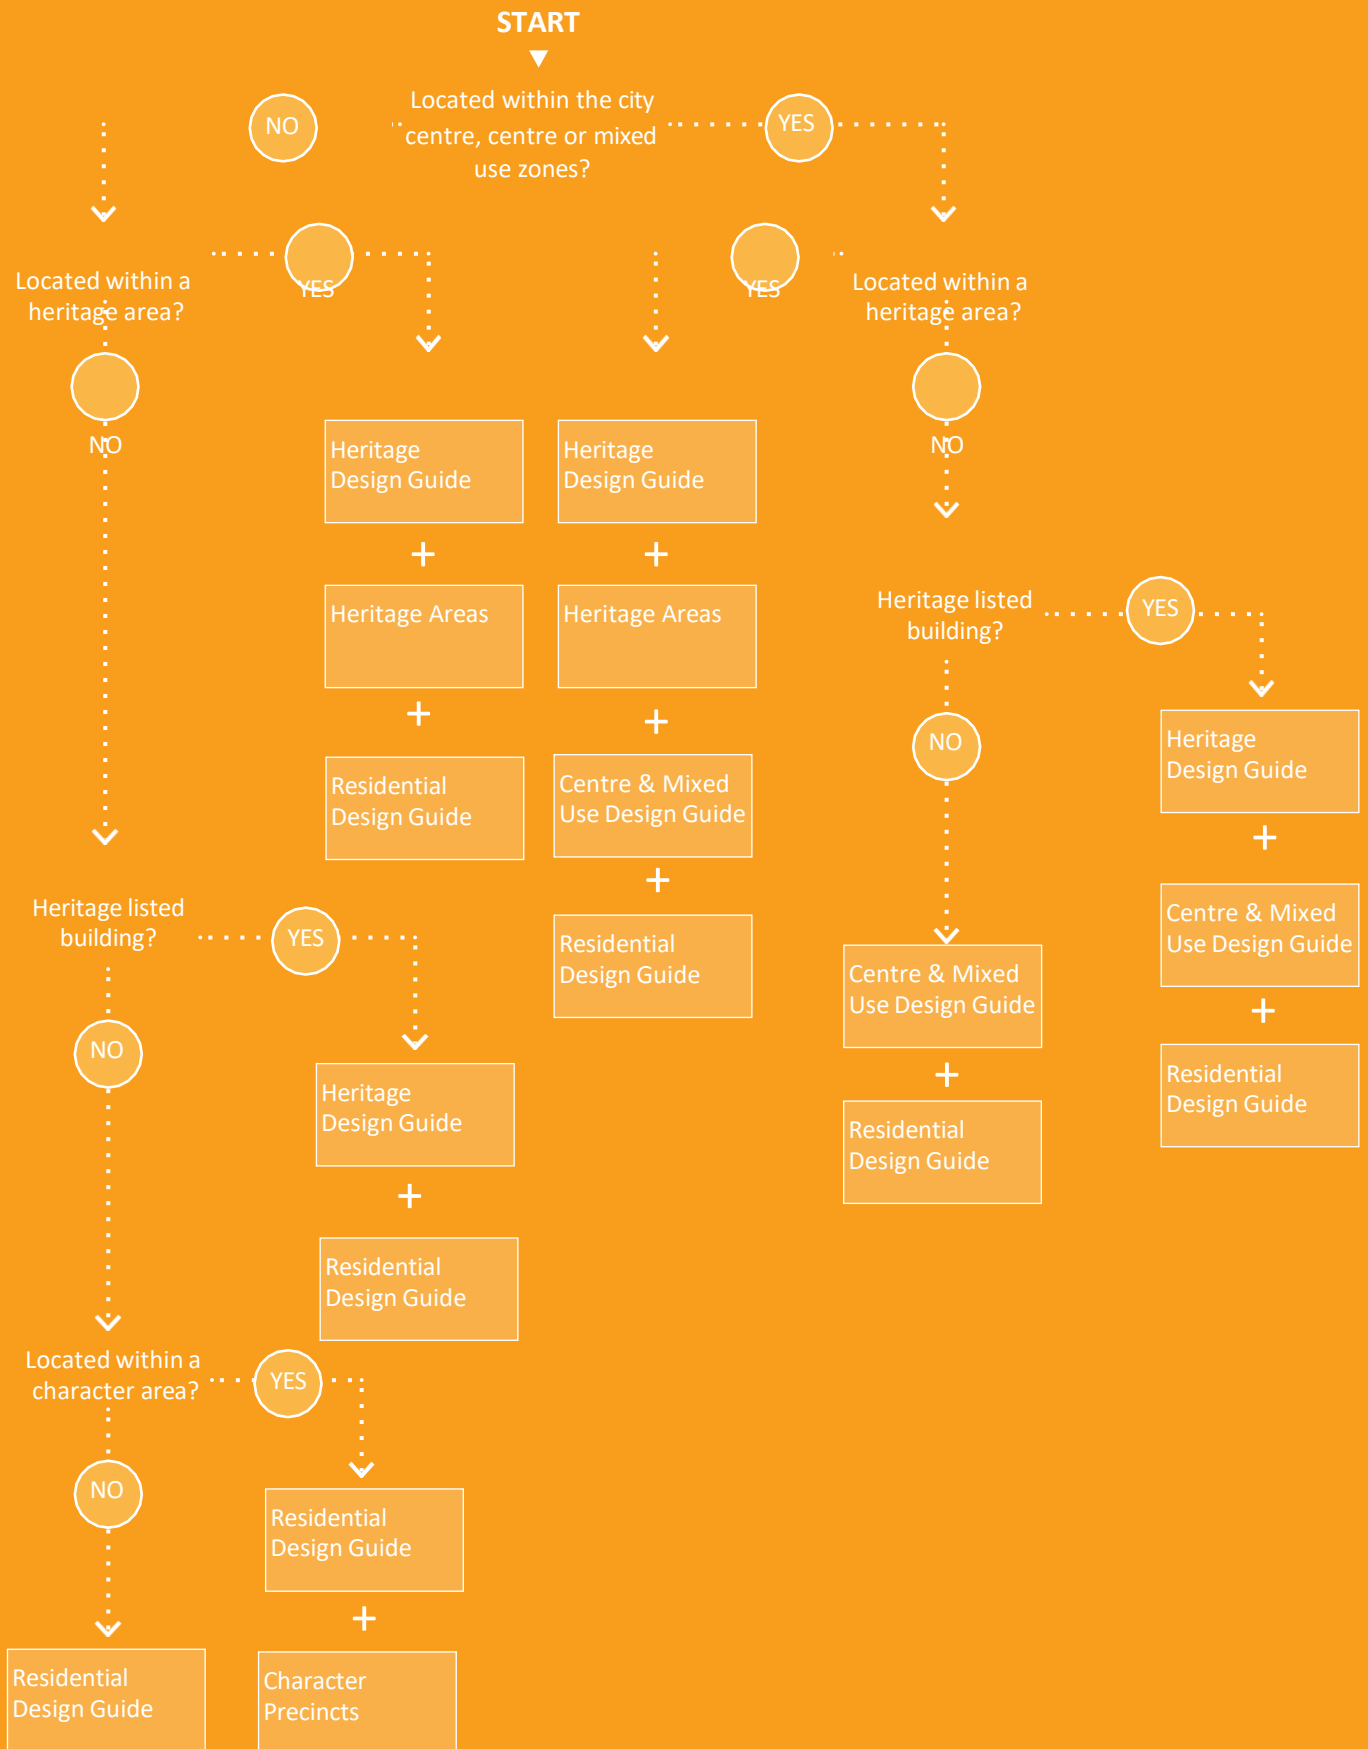 START
Located within the city
centre, centre or mixed
use zones?
NO
YES
YES
YES
Located within a
heritage area?
Located within a
heritage area?
NO
NO
Heritage
Design Guide
+
Heritage Areas
+
Residential
Design Guide
Heritage
Design Guide
+
Heritage Areas
+
Centre & Mixed
Use Design Guide
+
Residential
Design Guide
Heritage listed
building?
YES
NO
Heritage
Design Guide
+
Centre & Mixed
Use Design Guide
+
Residential
Design Guide
Centre & Mixed
Use Design Guide
+
Residential
Design Guide
Heritage listed
building?
YES
NO
Heritage
Design Guide
+
Residential
Design Guide
Located within a
character area?
YES
NO
Residential
Design Guide
+
Character
Precincts
Residential
Design Guide